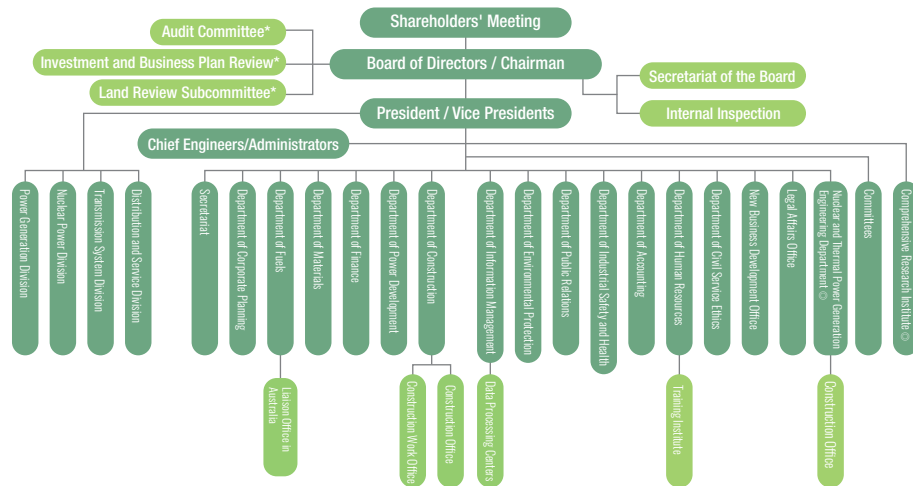 Shareholders' Meeting
Audit Committee*
Investment and Business Plan Review*
Land Review Subcommittee*
Board of Directors / Chairman
Secretariat of the Board
Internal Inspection
President / Vice Presidents
Chief Engineers/Administrators
Power Generation Division
Nuclear Power Division
Transmission System Division
Distribution and Service Division
Secretariat
Department of Corporate Planning
Department of Fuels
Department of Materials
Department of Finance
Department of Power Development
Department of Construction
Department of Information Management
Department of Environmental Protection
Department of Public Relations
Department of Industrial Safety and Health
Department of Accounting
Department of Human Resources
Department of Civil Service Ethics
New Business Development Office
Legal Affairs Office
Nuclear and Thermal Power Generation
Engineering Department ◎
Committees
Comprehensive Research Institute ◎
Liaison Office in
Australia
Construction Work Office
Construction Office
Data Processing Centers
Training Institute
Construction Office